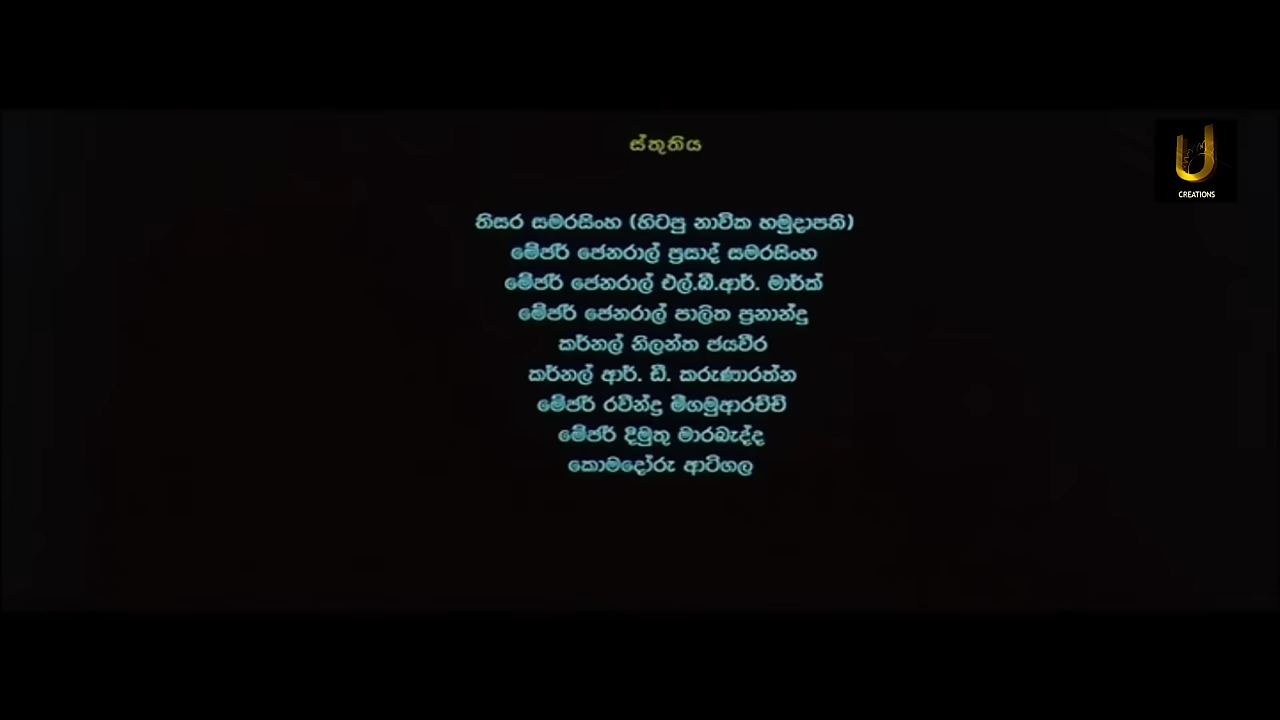 ස්තූතිය
තිසර සමරසිංහ (හිටපු නාවික හමුදාපති)
මේජර් ජෙනරාල් ප්‍රසාද් සමරසිංහ
මේජර් ජෙනරාල් එල්.බී.ආර්. මාර්ක්
මේජර් ජෙනරාල් පාලිත ප්‍රනාන්දු
කර්නල් නිලන්ත ජයවීර
කර්නල් ආර්. ඩී. කරුණාරත්න
මේජර් රවීන්ද්‍ර මීගමුආරච්චි
මේජර් දිමුතු මාරබැද්ද
කොමදෝරු ආටිගල
U
CREATIONS